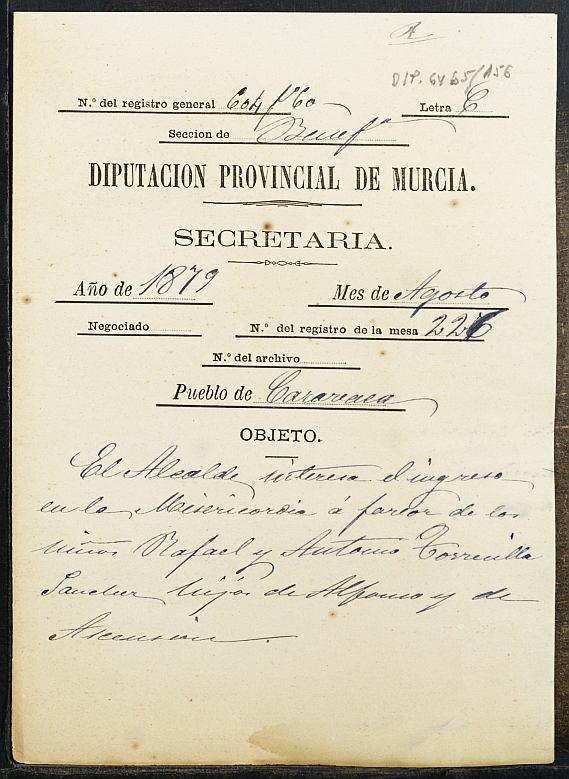 DIP. 6465/156
N.º del registro general 604 fº 60
Letra C
Seccion de Benefª
DIPUTACION PROVINCIAL DE MURCIA.
SECRETARIA.
Año de 1879
Mes de Agosto
Negociado
N.º del registro de la mesa 226
N.º del archivo
Pueblo de Caravaca
OBJETO.
El Alcalde interesa el ingreso
en la Misericordia á favor de los
niños Rafael y Antonio Torrecilla
Sanchez hijos de Alfonso y de
Ascension.